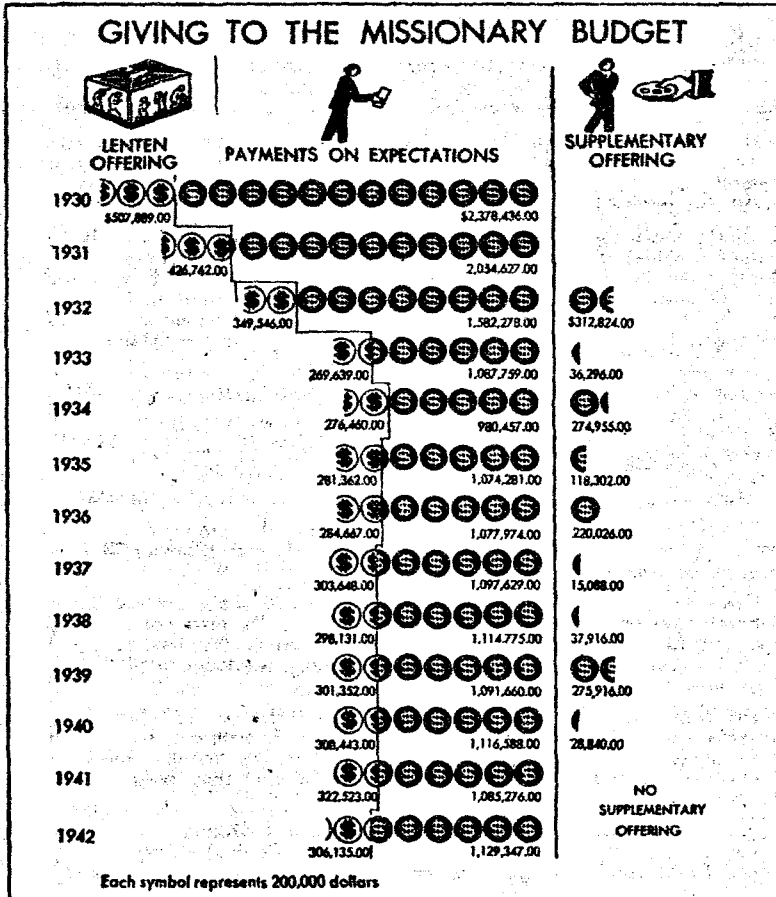 GIVING TO THE MISSIONARY BUDGET
LENTEN OFFERING
PAYMENTS ON EXPECTATIONS
SUPPLEMENTARY OFFERING
1930
$507,889.00 $2,378,436.00
1931
426,742.00 2,034,627.00
1932
349,546.00 1,582,278.00 $312,824.00
1933
269,639.00 1,087,759.00 36,296.00
1934
276,460.00 980,457.00 274,955.00
1935
281,362.00 1,074,281.00 118,302.00
1936
284,667.00 1,077,974.00 220,026.00
1937
303,648.00 1,097,629.00 15,088.00
1938
298,131.00 1,114,775.00 37,916.00
1939
301,352.00 1,091,660.00 275,916.00
1940
308,443.00 1,116,588.00 28,840.00
1941
322,523.00 1,085,276.00
NO
SUPPLEMENTARY
OFFERING
1942
306,135.00 1,129,347.00
Each symbol represents 200,000 dollars